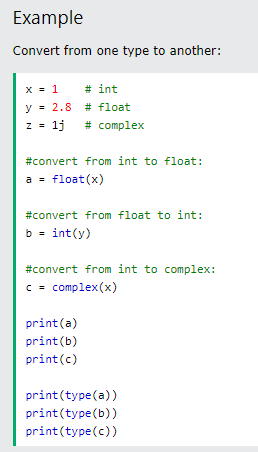 Example
Convert from one type to another:
x = 1    # int
y = 2.8  # float
z = 1j   # complex
#convert from int to float:
a = float(x)
#convert from float to int:
b = int(y)
#convert from int to complex:
c = complex(x)
print(a)
print(b)
print(c)
print(type(a))
print(type(b))
print(type(c))